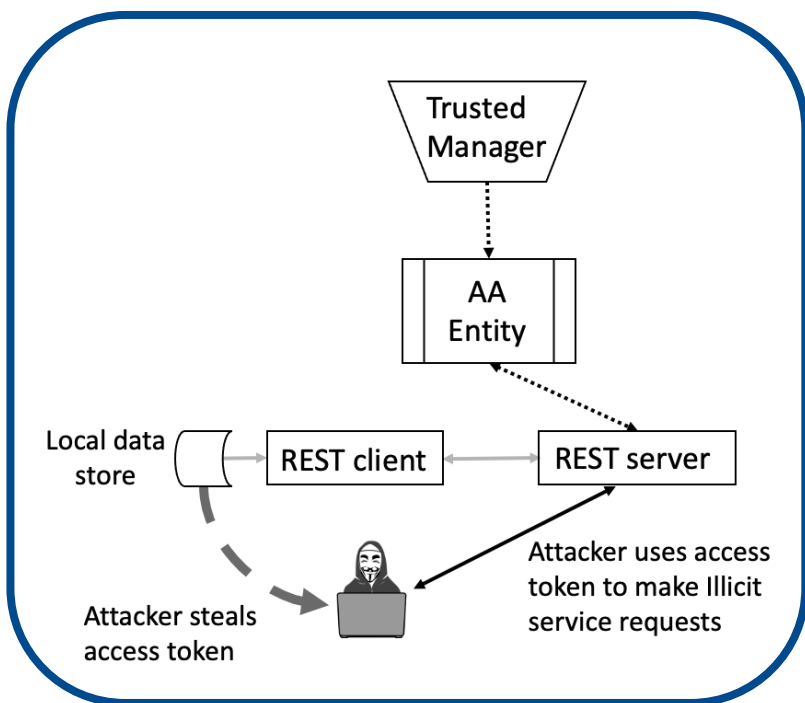 Trusted
Manager
AA
Entity
Local data
store
REST client
REST server
Attacker uses access
token to make Illicit
service requests
Attacker steals
access token